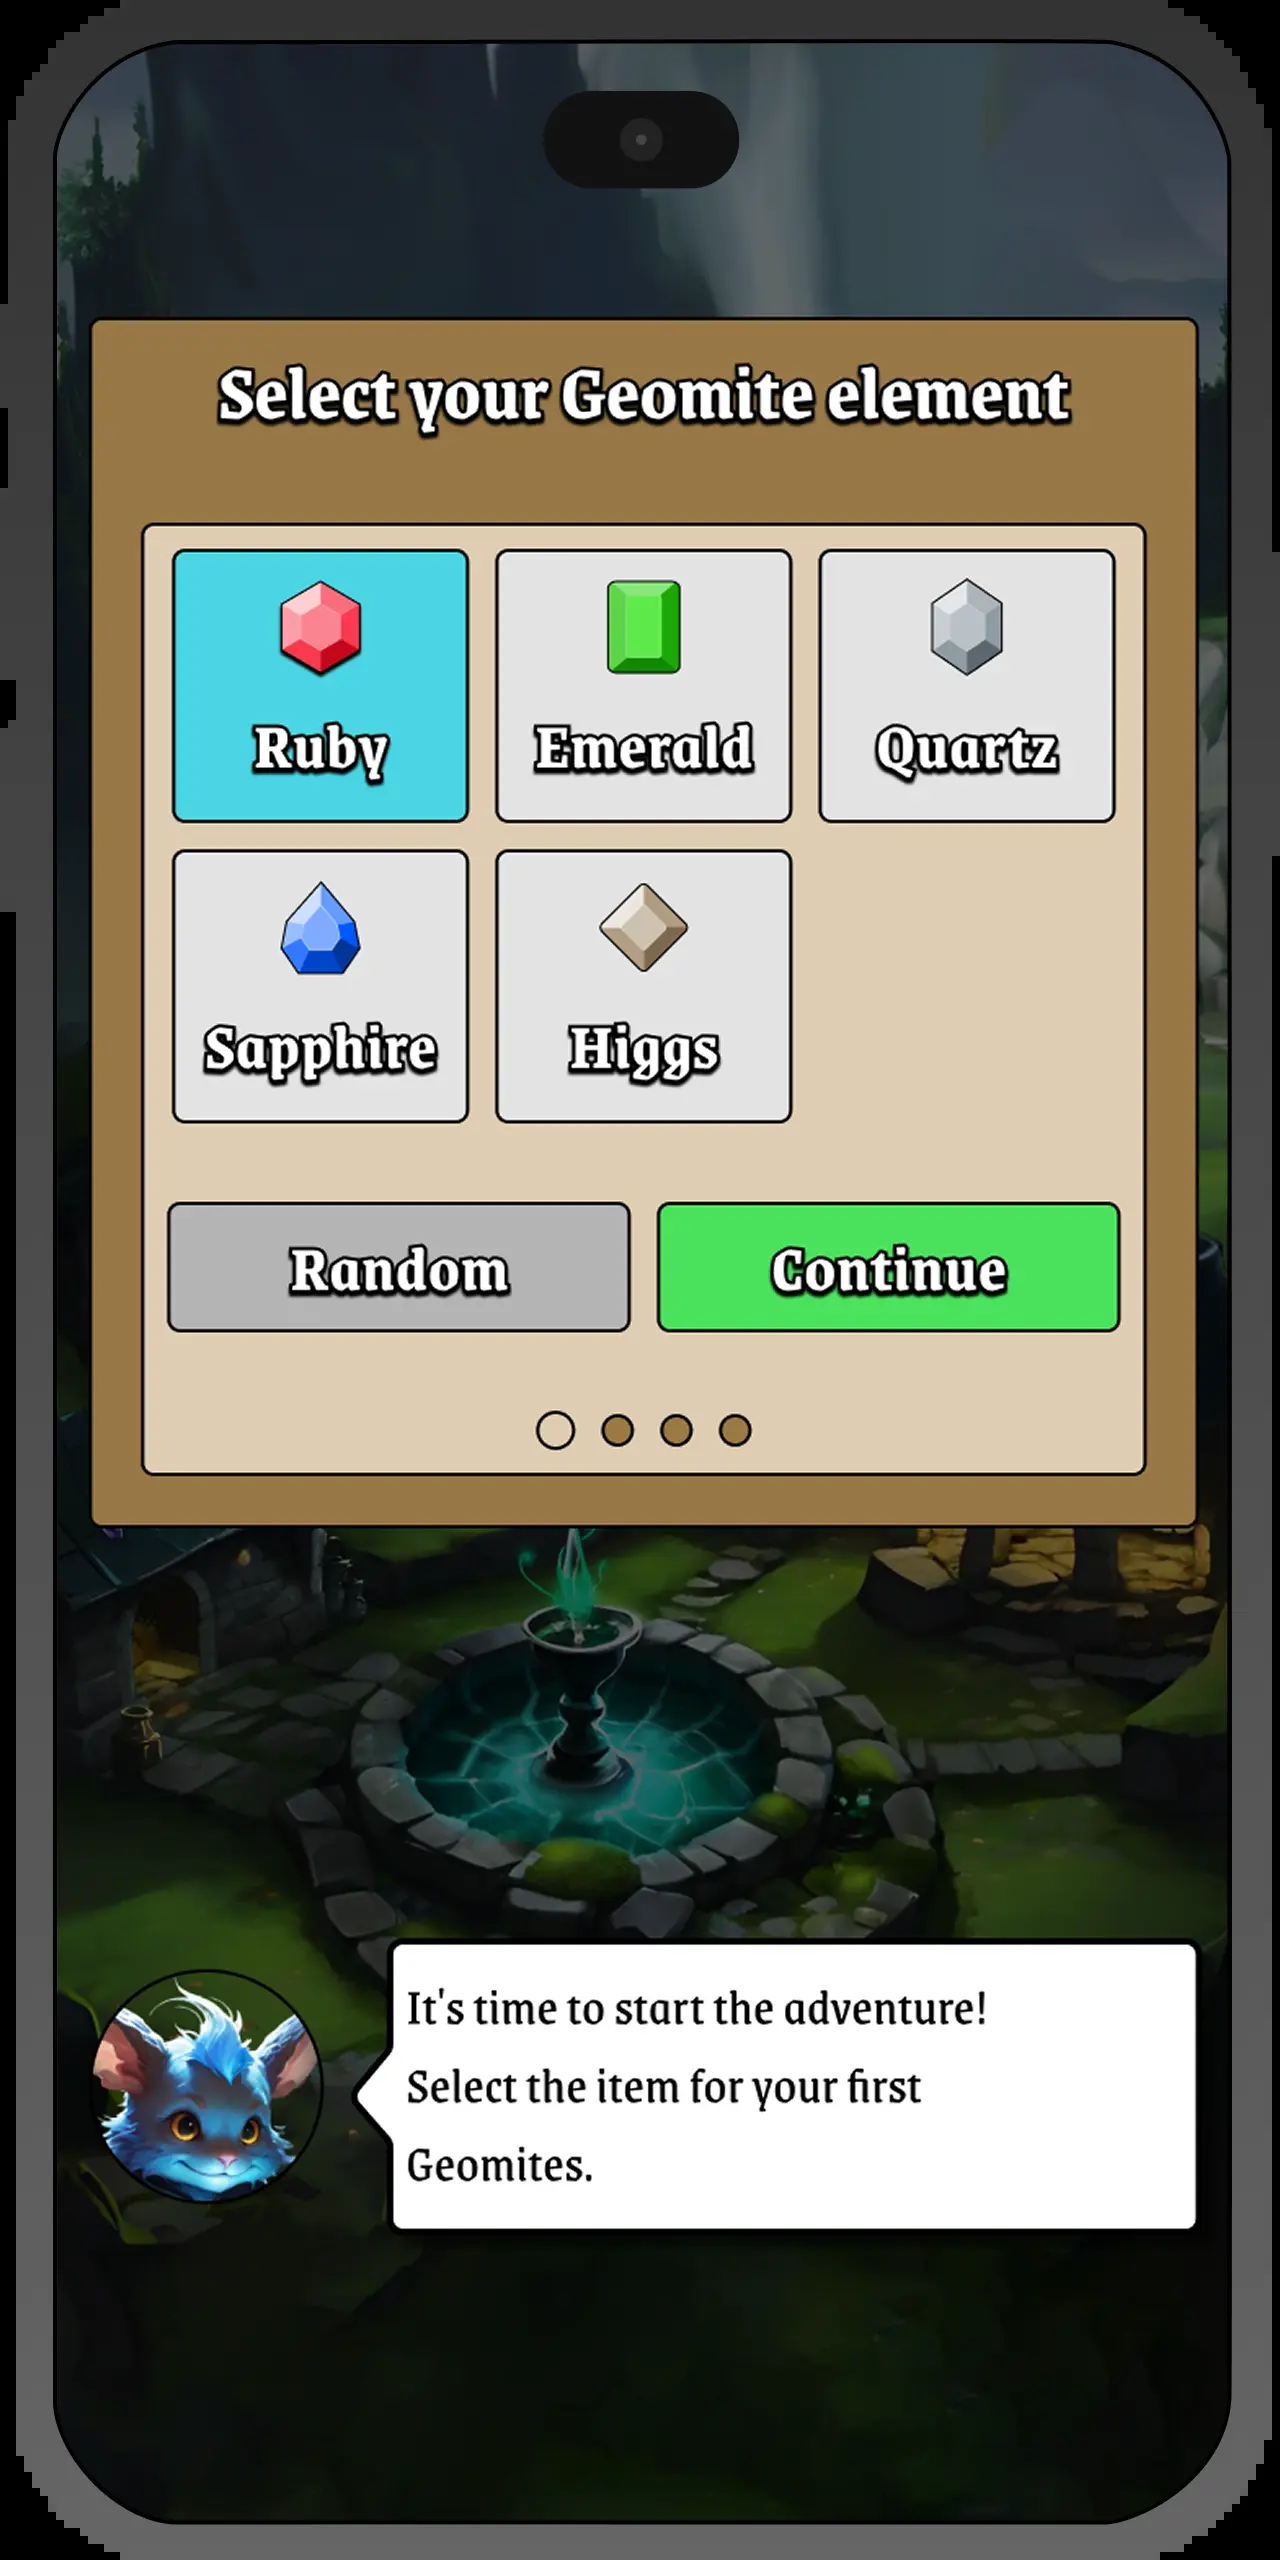 Select your Geomite element
Ruby
Emerald
Quartz
Sapphire
Higgs
Random
Continue
It's time to start the adventure!
Select the item for your first
Geomites.